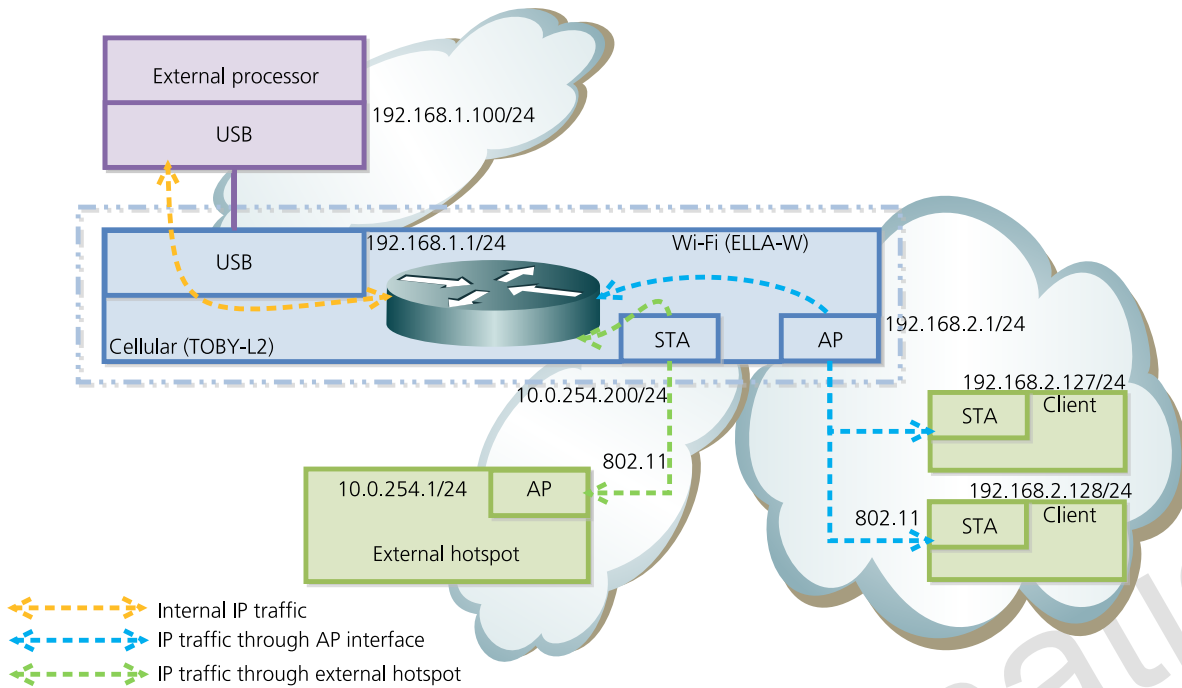 External processor
USB
192.168.1.100/24
USB
192.168.1.1/24
Wi-Fi (ELLA-W)
Cellular (TOBY-L2)
STA
AP
192.168.2.1/24
10.0.254.200/24
192.168.2.127/24
STA
Client
802.11
10.0.254.1/24
AP
External hotspot
192.168.2.128/24
802.11
STA
Client
Internal IP traffic
IP traffic through AP interface
IP traffic through external hotspot